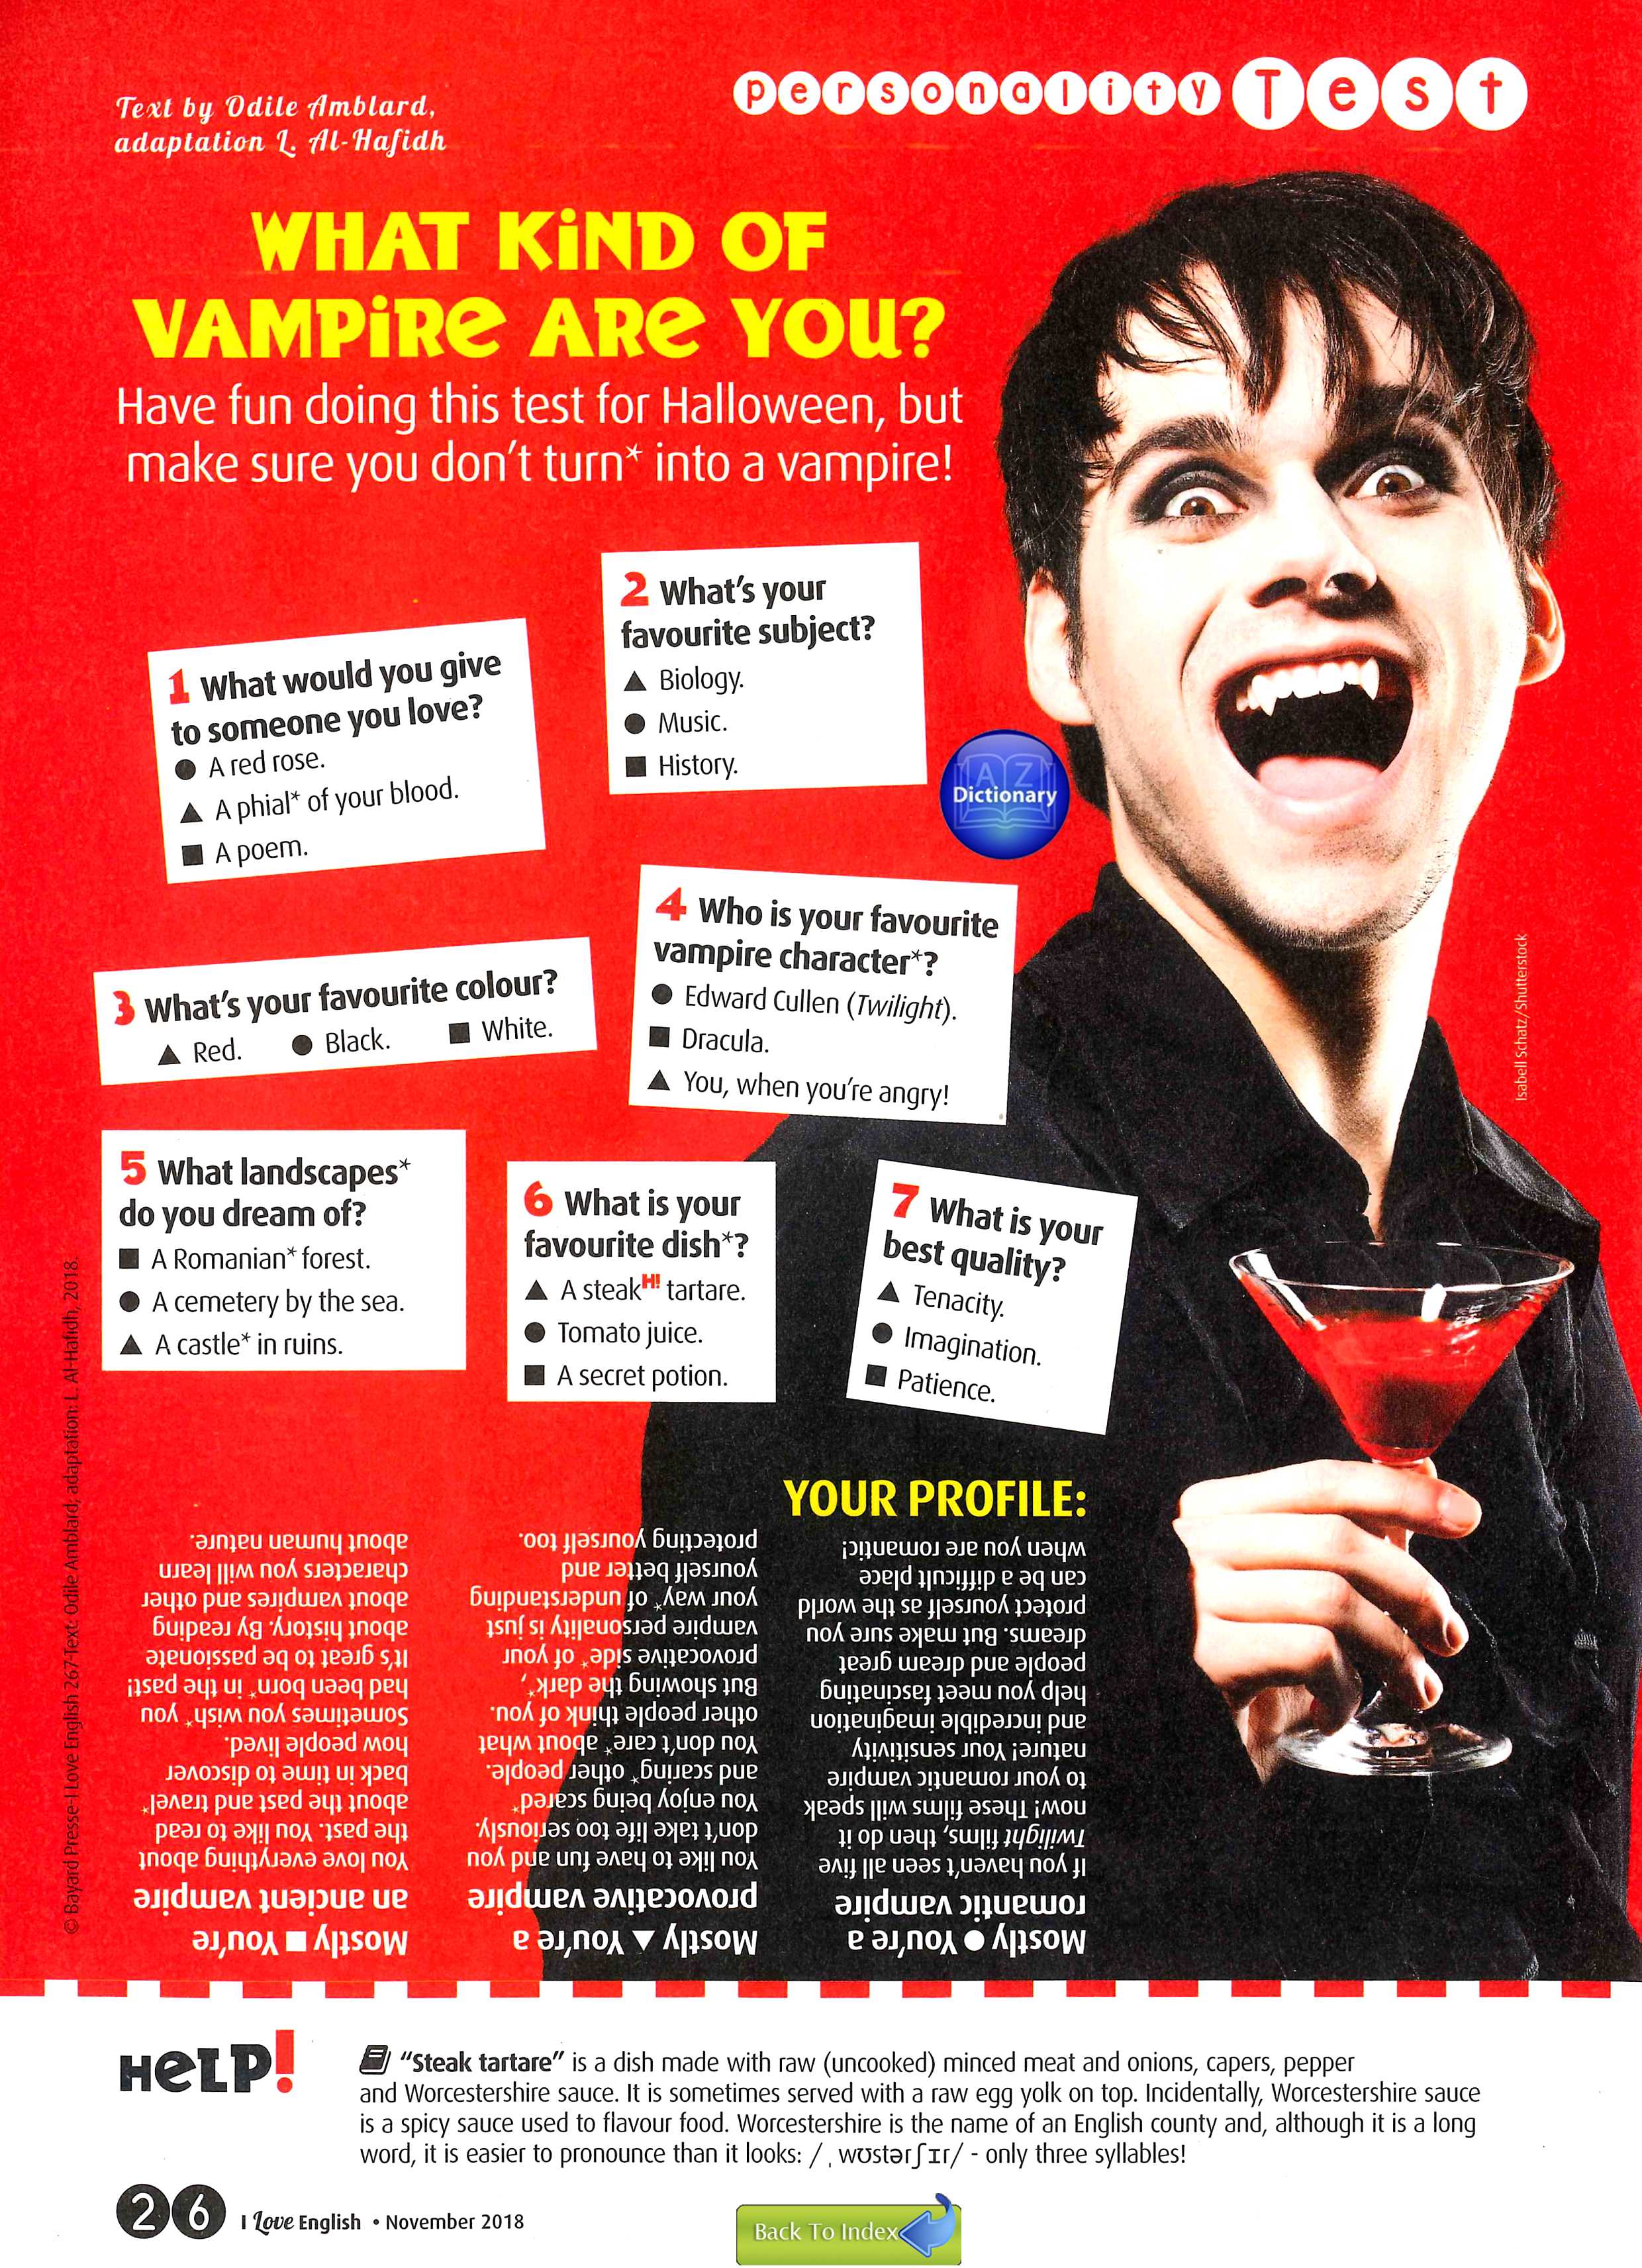 Text by Odile Amblard,
adaptation L. Al-Hafidh
personality Test
WHAT KiND OF
VAMPiRe ARe YOU?
Have fun doing this test for Halloween, but
make sure you don't turn* into a vampire!
1 What would you give
to someone you love?
● A red rose.
▲ A phial* of your blood.
■ A poem.
2 What's your
favourite subject?
▲ Biology.
● Music.
■ History.
A Z
Dictionary
3 What's your favourite colour?
▲ Red. ● Black. ■ White.
4 Who is your favourite
vampire character*?
● Edward Cullen (Twilight).
■ Dracula.
▲ You, when you're angry!
5 What landscapes*
do you dream of?
■ A Romanian* forest.
● A cemetery by the sea.
▲ A castle* in ruins.
6 What is your
favourite dish*?
▲ A steakH! tartare.
● Tomato juice.
■ A secret potion.
7 What is your
best quality?
▲ Tenacity.
● Imagination.
■ Patience.
YOUR PROFILE:
Mostly ● You're a
romantic vampire
If you haven't seen all five
Twilight films, then do it
now! These films will speak
to your romantic vampire
nature! Your sensitivity
and incredible imagination
help you meet fascinating
people and dream great
dreams. But make sure you
protect yourself as the world
can be a difficult place
when you are romantic!
Mostly ▲ You're a
provocative vampire
You like to have fun and you
don't take life too seriously.
You enjoy being scared*
and scaring* other people.
You don't care* about what
other people think of you.
But showing the dark*,
provocative side* of your
vampire personality is just
your way* of understanding
yourself better and
protecting yourself too.
Mostly ■ You're
an ancient vampire
You love everything about
the past. You like to read
about the past and travel*
back in time to discover
how people lived.
Sometimes you wish* you
had been born* in the past!
It's great to be passionate
about history. By reading
about vampires and other
characters you will learn
about human nature.
© Bayard Presse-I Love English 267-Text: Odile Amblard; adaptation: L. Al-Hafidh, 2018.
Isabell Schatz/Shutterstock
HeLP!
"Steak tartare" is a dish made with raw (uncooked) minced meat and onions, capers, pepper
and Worcestershire sauce. It is sometimes served with a raw egg yolk on top. Incidentally, Worcestershire sauce
is a spicy sauce used to flavour food. Worcestershire is the name of an English county and, although it is a long
word, it is easier to pronounce than it looks: /ˌwʊstərʃɪr/ - only three syllables!
26 I Love English • November 2018
Back To Index